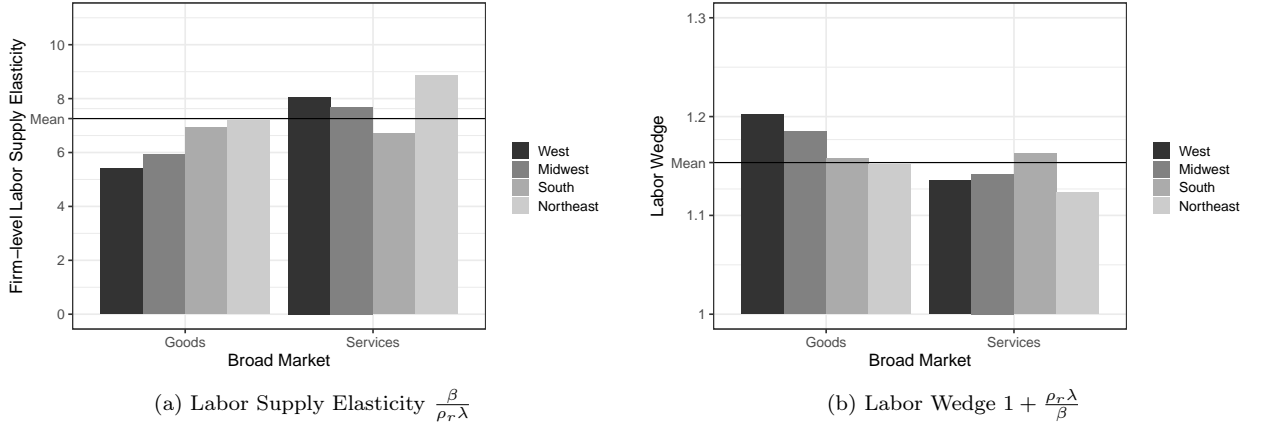 Firm−level Labor Supply Elasticity
10
8
Mean
6
4
2
0
Goods Services
Broad Market
West
Midwest
South
Northeast
(a) Labor Supply Elasticity β/(ρ_r λ)
Labor Wedge
1.3
1.2
Mean
1.1
1
Goods Services
Broad Market
West
Midwest
South
Northeast
(b) Labor Wedge 1 + ρ_r λ/β